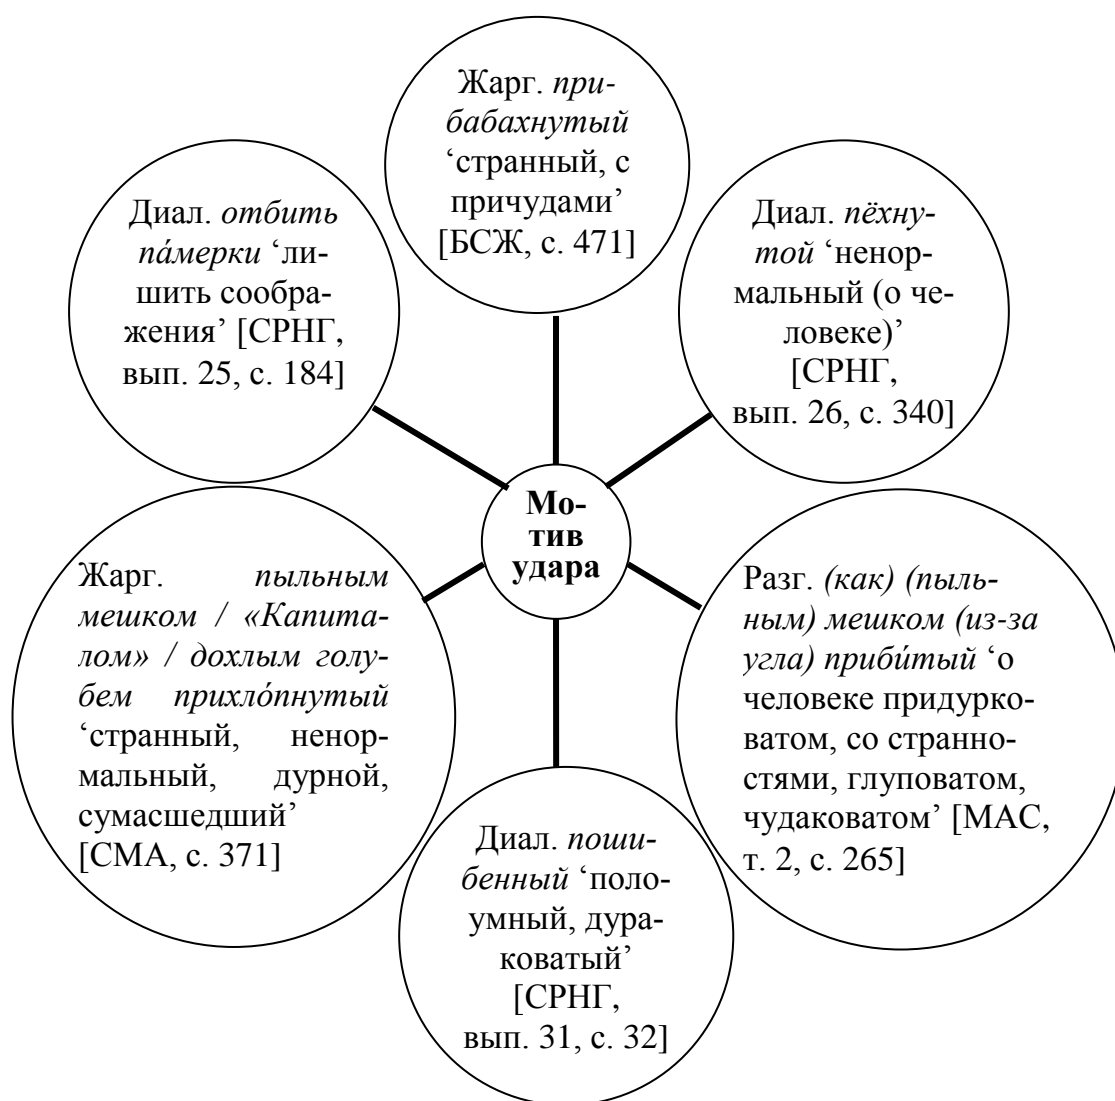 Жарг. при-
бабахнутый
‘странный, с
причудами’
[БСЖ, с. 471]
Диал. отбить
па́мерки ‘ли-
шить сообра-
жения’ [СРНГ,
вып. 25, с. 184]
Диал. пёхну-
той ‘ненор-
мальный (о че-
ловеке)’
[СРНГ,
вып. 26, с. 340]
Мо-
тив
удара
Жарг. пыльным
мешком / «Капита-
лом» / дохлым голу-
бем прихло́пнутый
‘странный, ненор-
мальный, дурной,
сумасшедший’
[СМА, с. 371]
Разг. (как) (пыль-
ным) мешком (из-за
угла) приби́тый ‘о
человеке придурко-
ватом, со странно-
стями, глуповатом,
чудаковатом’ [МАС,
т. 2, с. 265]
Диал. поши-
бенный ‘поло-
умный, дура-
коватый’
[СРНГ,
вып. 31, с. 32]